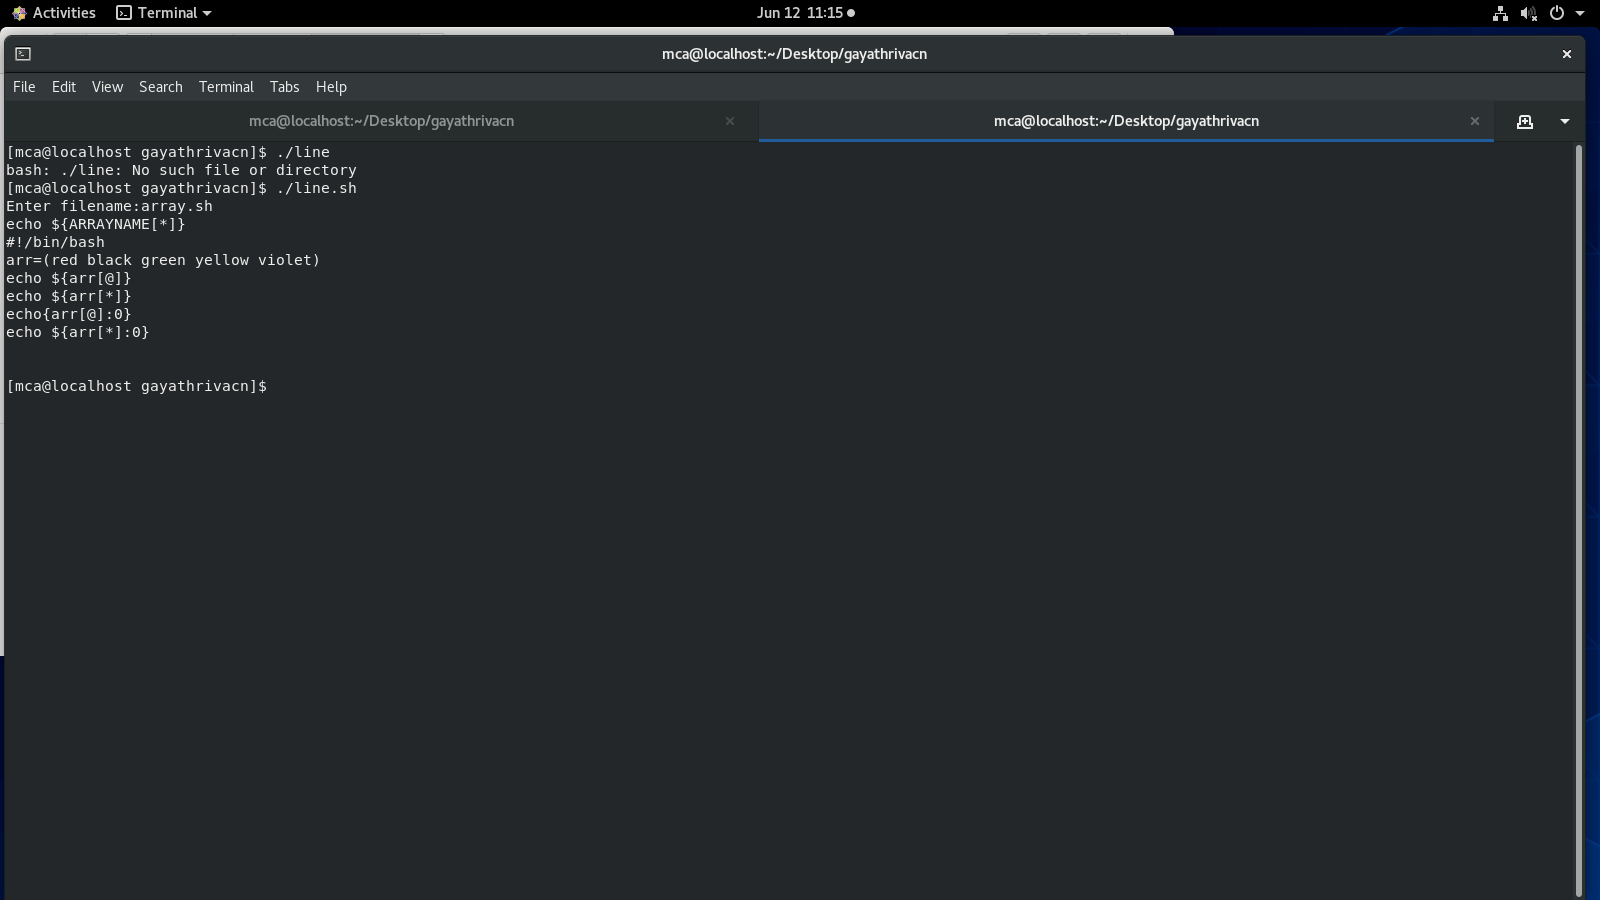 Activities Terminal Jun 12 11:15
mca@localhost:~/Desktop/gayathrivacn
File Edit View Search Terminal Tabs Help
mca@localhost:~/Desktop/gayathrivacn mca@localhost:~/Desktop/gayathrivacn
[mca@localhost gayathrivacn]$ ./line
bash: ./line: No such file or directory
[mca@localhost gayathrivacn]$ ./line.sh
Enter filename:array.sh
echo ${ARRAYNAME[*]}
#!/bin/bash
arr=(red black green yellow violet)
echo ${arr[@]}
echo ${arr[*]}
echo{arr[@]:0}
echo ${arr[*]:0}
[mca@localhost gayathrivacn]$